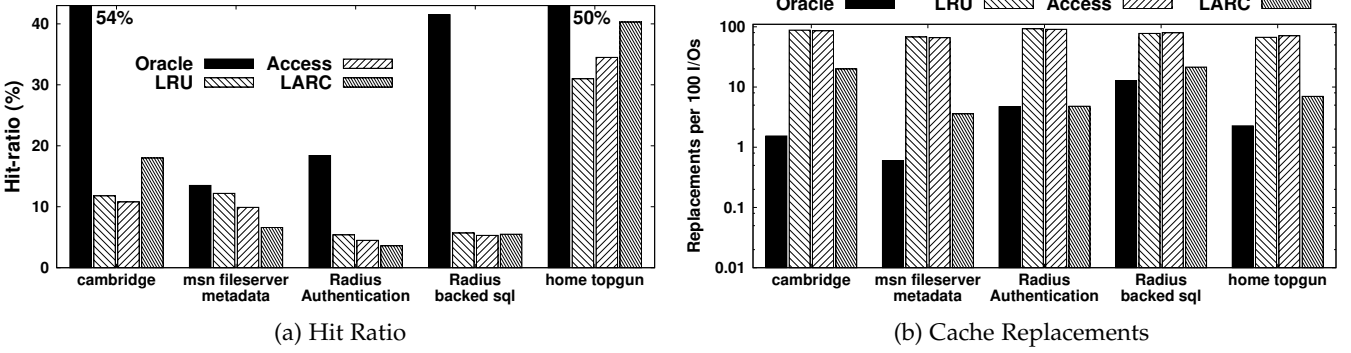 54%
50%
40
30
20
10
0
Hit-ratio (%)
Oracle
LRU
Access
LARC
cambridge
msn fileserver
metadata
Radius
Authentication
Radius
backed sql
home topgun
(a) Hit Ratio
Oracle
LRU
Access
LARC
100
10
1
0.1
0.01
Replacements per 100 I/Os
cambridge
msn fileserver
metadata
Radius
Authentication
Radius
backed sql
home topgun
(b) Cache Replacements